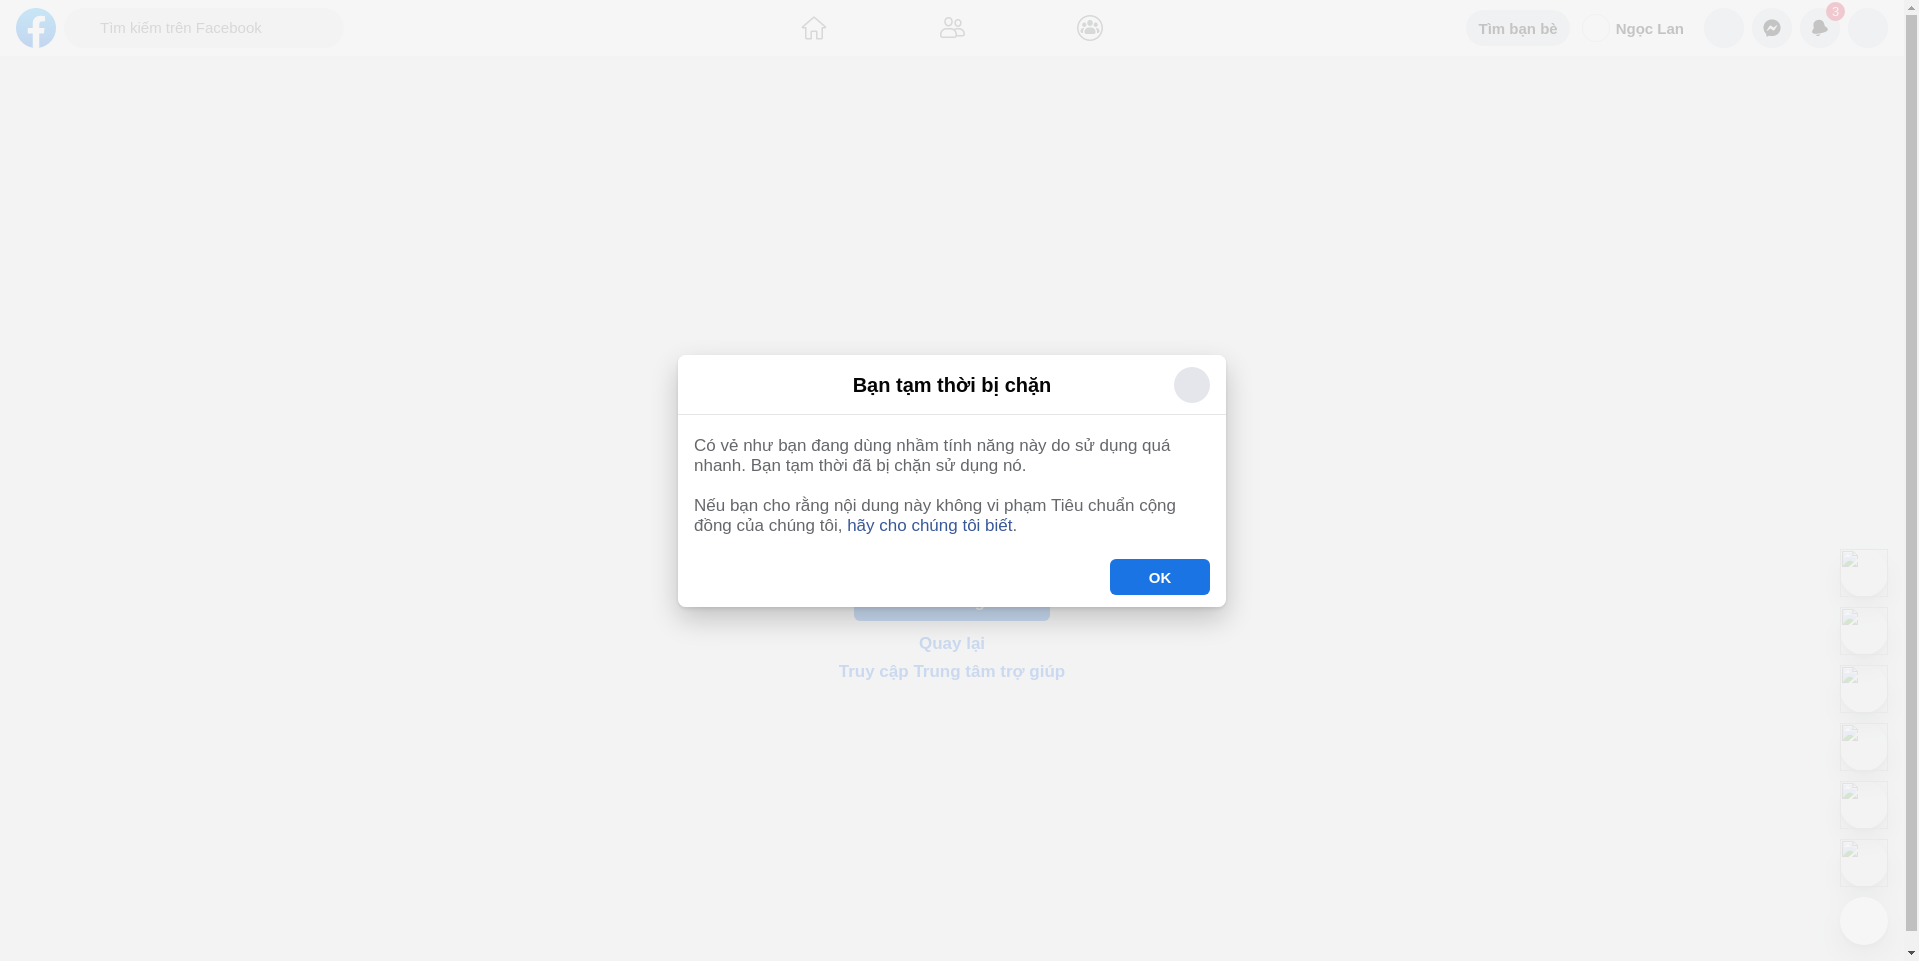 Tìm kiếm trên Facebook
Tìm bạn bè
Ngọc Lan
3
Bạn tạm thời bị chặn
Có vẻ như bạn đang dùng nhầm tính năng này do sử dụng quá
nhanh. Bạn tạm thời đã bị chặn sử dụng nó.
Nếu bạn cho rằng nội dung này không vi phạm Tiêu chuẩn cộng
đồng của chúng tôi, hãy cho chúng tôi biết.
OK
Quay lại
Truy cập Trung tâm trợ giúp